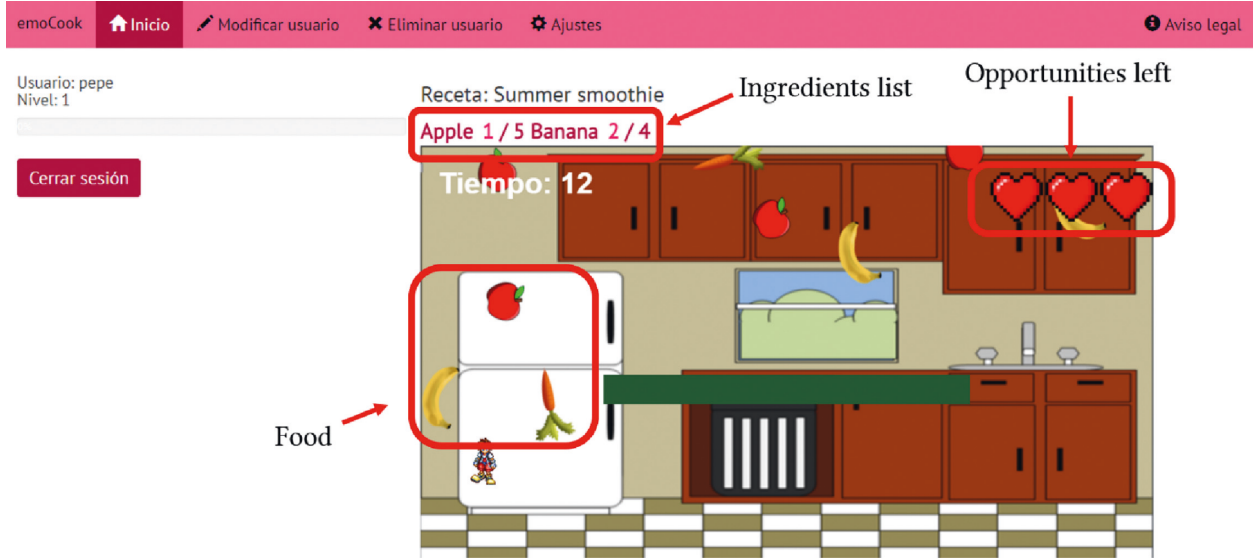 emoCook Inicio Modificar usuario Eliminar usuario Ajustes Aviso legal
Usuario: pepe
Nivel: 1
Cerrar sesión
Receta: Summer smoothie
Ingredients list
Opportunities left
Apple 1 / 5 Banana 2 / 4
Tiempo: 12
Food